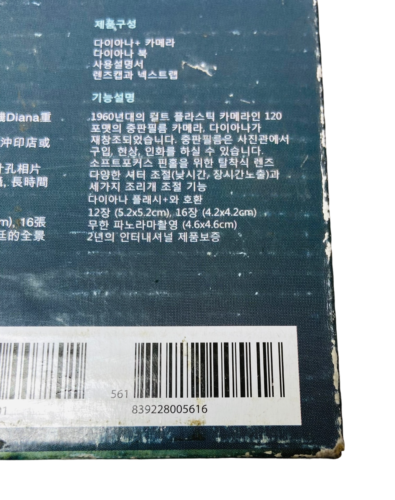 제품구성
다이아나+ 카메라
다이아나 북
사용설명서
렌즈캡과 넥스트랩
기능설명
1960년대의 컬트 플라스틱 카메라인 120
포맷의 중판필름 카메라, 다이아나가
재창조되었습니다. 중판필름은 사진관에서
구입, 현상, 인화를 하실 수 있습니다.
소프트포커스 핀홀을 위한 탈착식 렌즈
다양한 셔터 조절(낮시간, 장시간노출)과
세가지 조리개 조절 기능
다이아나 플래시+와 호환
12장 (5.2x5.2cm), 16장 (4.2x4.2cm)
무한 파노라마촬영 (4.6x4.6cm)
2년의 인터내셔널 제품보증
Diana重
沖印店或
孔相片
, 長時間
m), 16張
的全景
561
839228005616